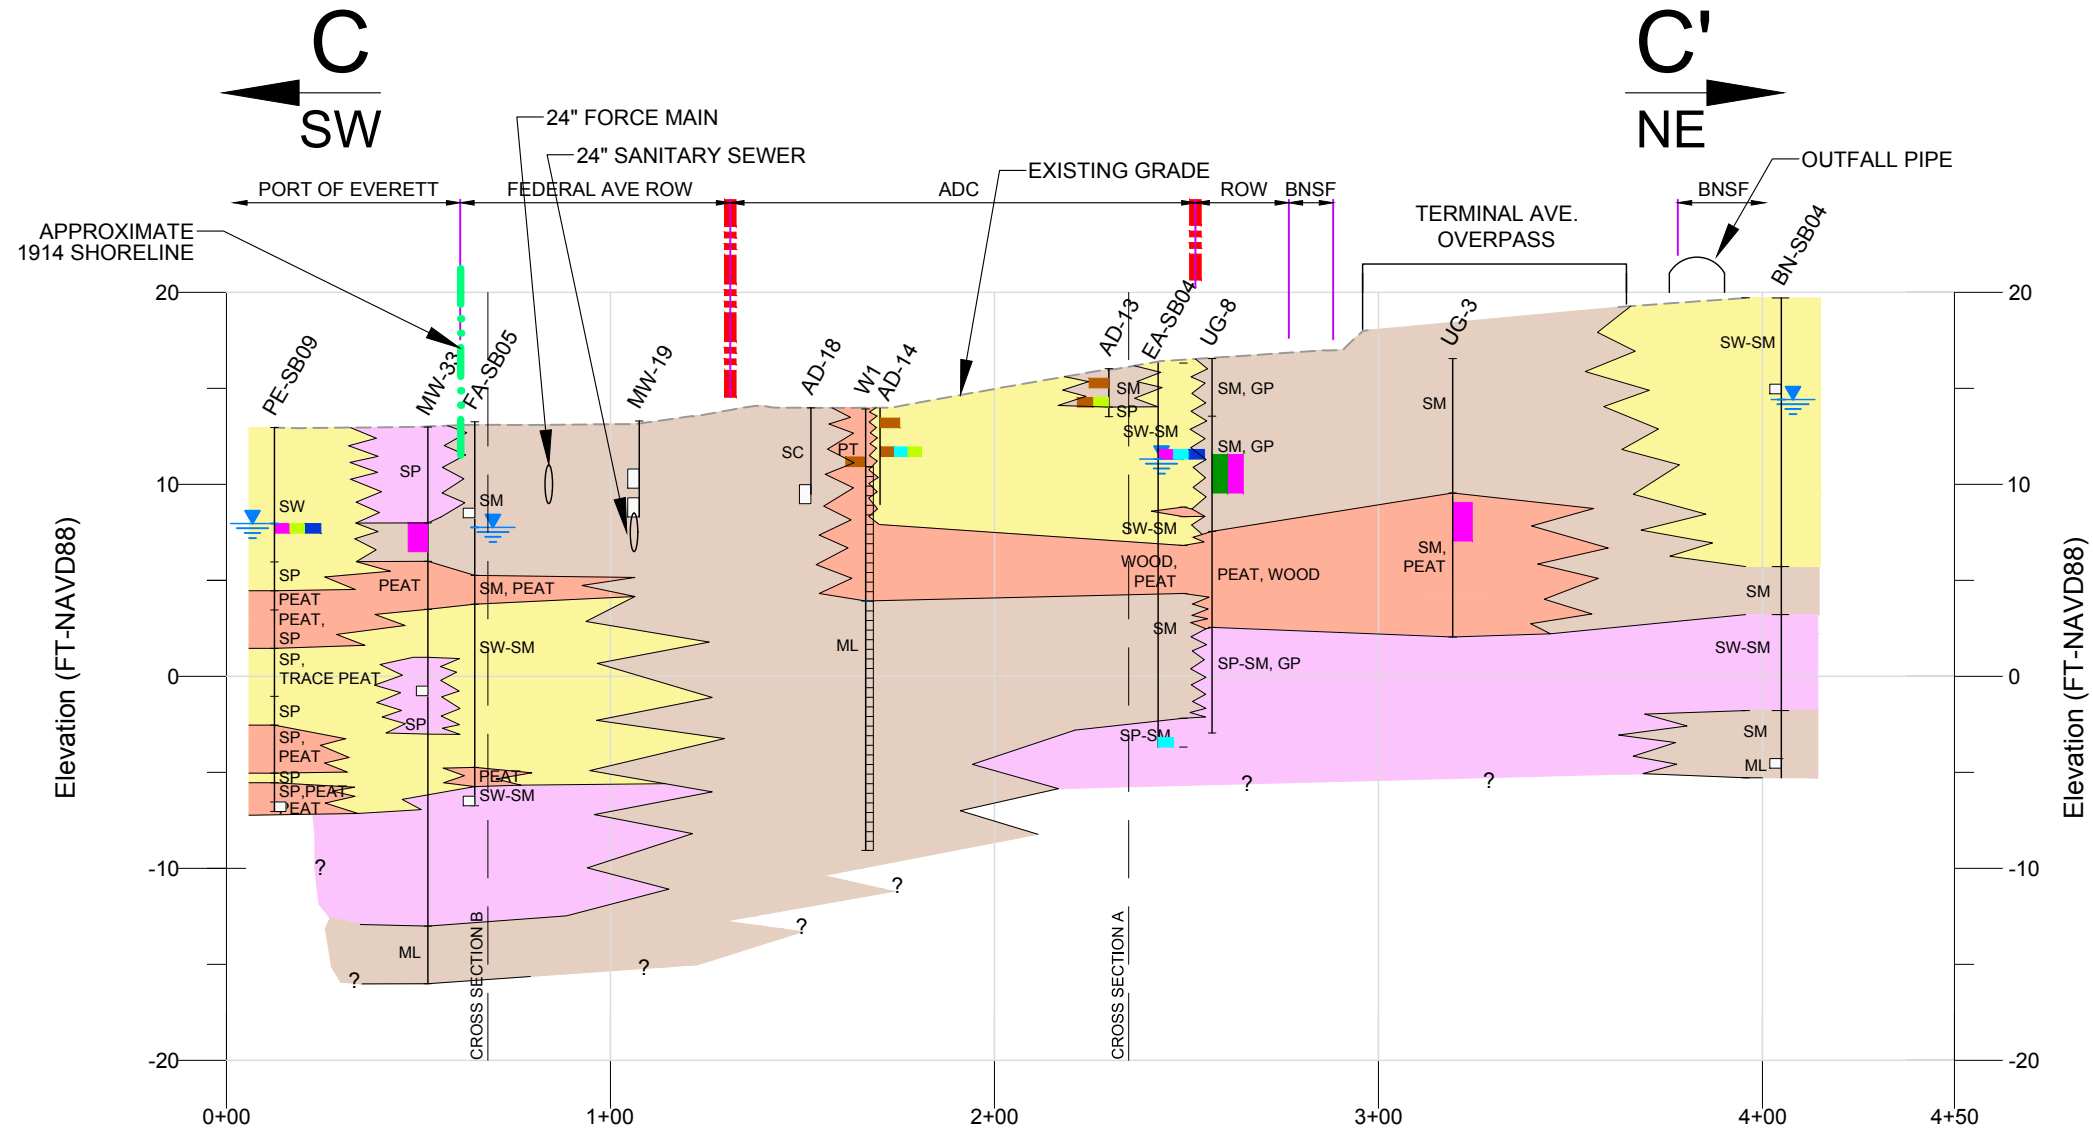 C
C'
SW
NE
24" FORCE MAIN
24" SANITARY SEWER
EXISTING GRADE
OUTFALL PIPE
PORT OF EVERETT
FEDERAL AVE ROW
ADC
ROW
BNSF
BNSF
APPROXIMATE
1914 SHORELINE
TERMINAL AVE.
OVERPASS
PE-SB09
MW-33
FA-SB05
MW-19
AD-18
W1
AD-14
AD-13
EA-SB04
UG-8
UG-3
BN-SB04
20
10
0
-10
-20
20
10
0
-10
-20
Elevation (FT-NAVD88)
Elevation (FT-NAVD88)
SW
SP
PEAT
PEAT,
SP
SP,
TRACE PEAT
SP
SP,
PEAT
SP
SP,PEAT
PEAT
SP
PEAT
SP
ML
SM
SM, PEAT
SW-SM
PEAT
SW-SM
SC
PT
ML
SM
SP
SW-SM
SW-SM
WOOD,
PEAT
SM
SP-SM
SM, GP
SM, GP
PEAT, WOOD
SP-SM, GP
SM
SM,
PEAT
SW-SM
SM
SW-SM
SM
ML
?
?
?
?
?
?
?
CROSS SECTION B
CROSS SECTION A
0+00
1+00
2+00
3+00
4+00
4+50